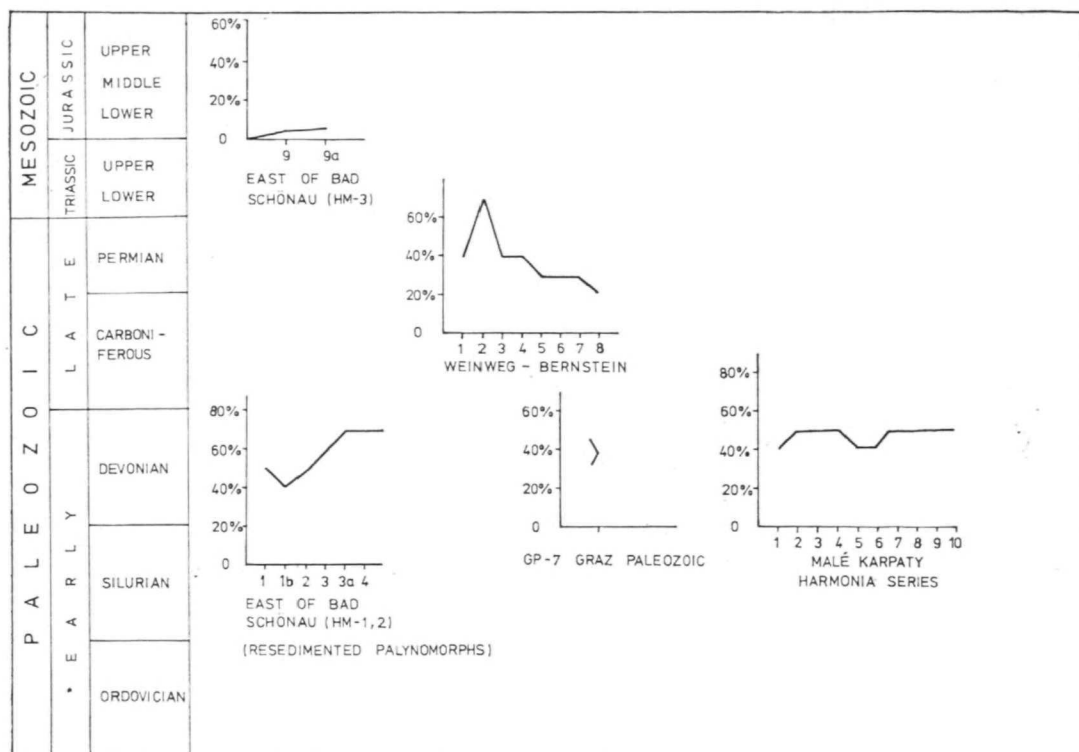 MESOZOIC
JURASSIC
UPPER
MIDDLE
LOWER
TRIASSIC
UPPER
LOWER
PALEOZOIC
LATE
PERMIAN
CARBONI-
FEROUS
EARLY
DEVONIAN
SILURIAN
ORDOVICIAN
60%
40%
20%
0
9 9a
EAST OF BAD
SCHÖNAU (HM-3)
60%
40%
20%
0
1 2 3 4 5 6 7 8
WEINWEG - BERNSTEIN
80%
60%
40%
20%
0
1 1b 2 3 3a 4
EAST OF BAD
SCHÖNAU (HM-1,2)
(RESEDIMENTED PALYNOMORPHS)
60%
40%
20%
0
GP-7 GRAZ PALEOZOIC
80%
60%
40%
20%
0
1 2 3 4 5 6 7 8 9 10
MALÉ KARPATY
HARMONIA SERIES